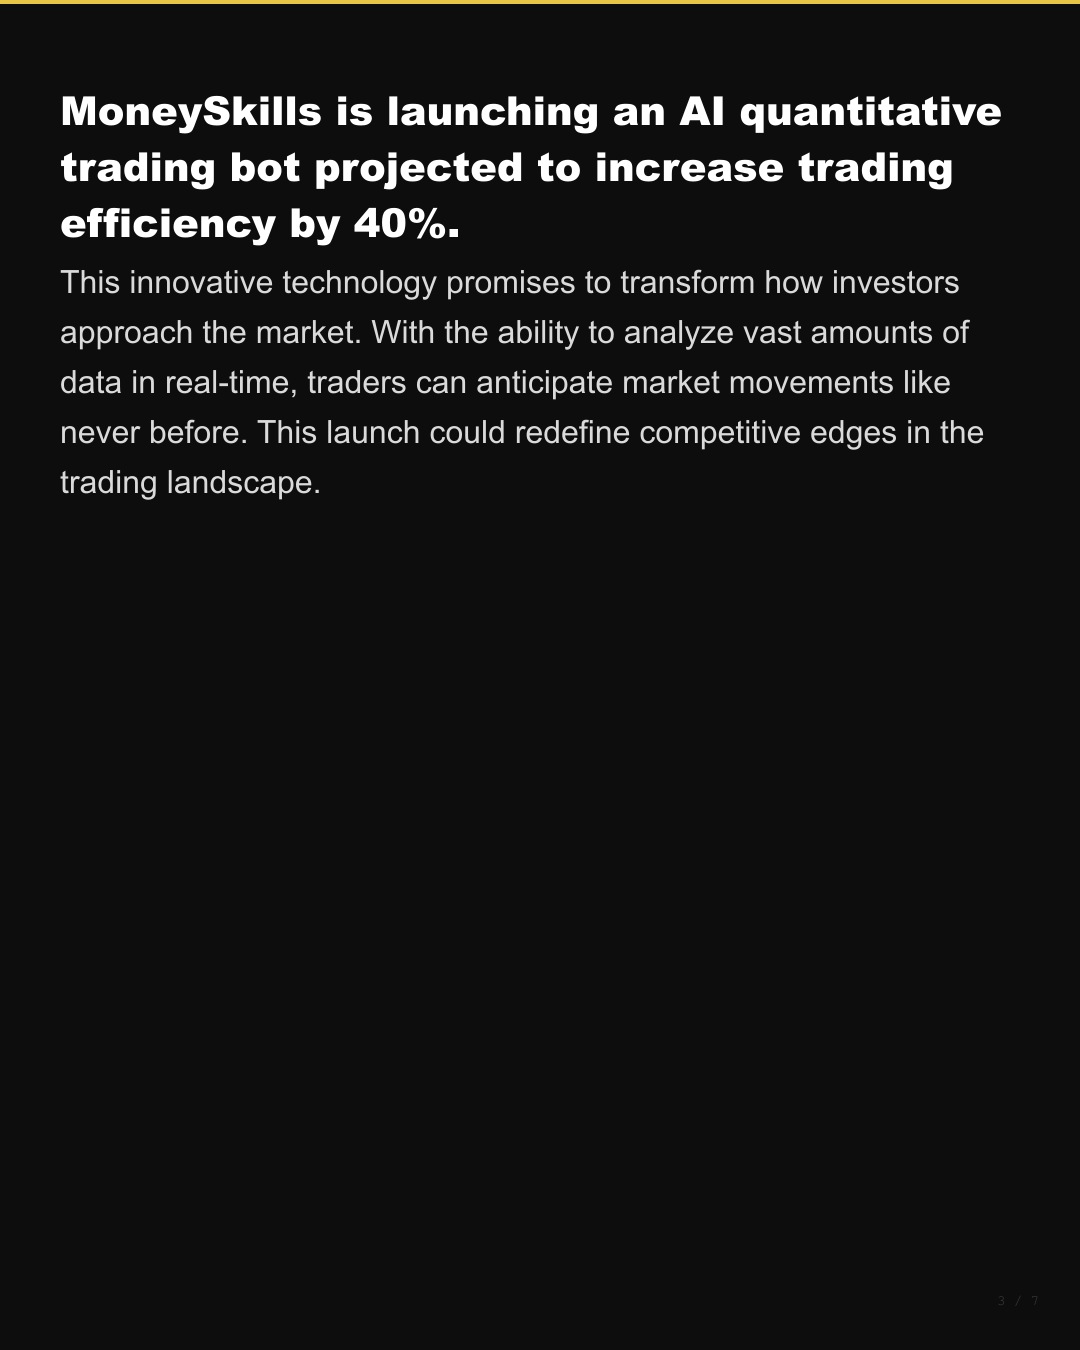 MoneySkills is launching an AI quantitative
trading bot projected to increase trading
efficiency by 40%.
This innovative technology promises to transform how investors
approach the market. With the ability to analyze vast amounts of
data in real-time, traders can anticipate market movements like
never before. This launch could redefine competitive edges in the
trading landscape.
3 / 7